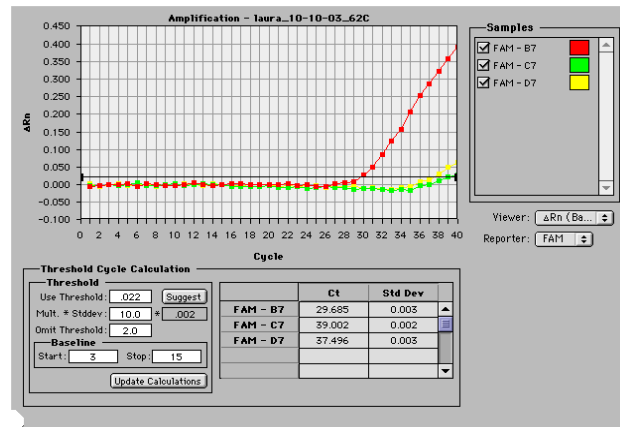 Amplification - laura_10-10-03_62C
0.450
0.400
0.350
0.300
0.250
0.200
0.150
0.100
0.050
0.000
-0.050
-0.100
ΔRn
0 2 4 6 8 10 12 14 16 18 20 22 24 26 28 30 32 34 36 38 40
Cycle
Samples
FAM - B7
FAM - C7
FAM - D7
Viewer: ΔRn (Ba...
Reporter: FAM
Threshold Cycle Calculation
Threshold
Use Threshold: .022 Suggest
Mult. * Stddev: 10.0 * .002
Omit Threshold: 2.0
Baseline
Start: 3 Stop: 15
Update Calculations
Ct Std Dev
FAM - B7 29.685 0.003
FAM - C7 39.002 0.002
FAM - D7 37.496 0.003